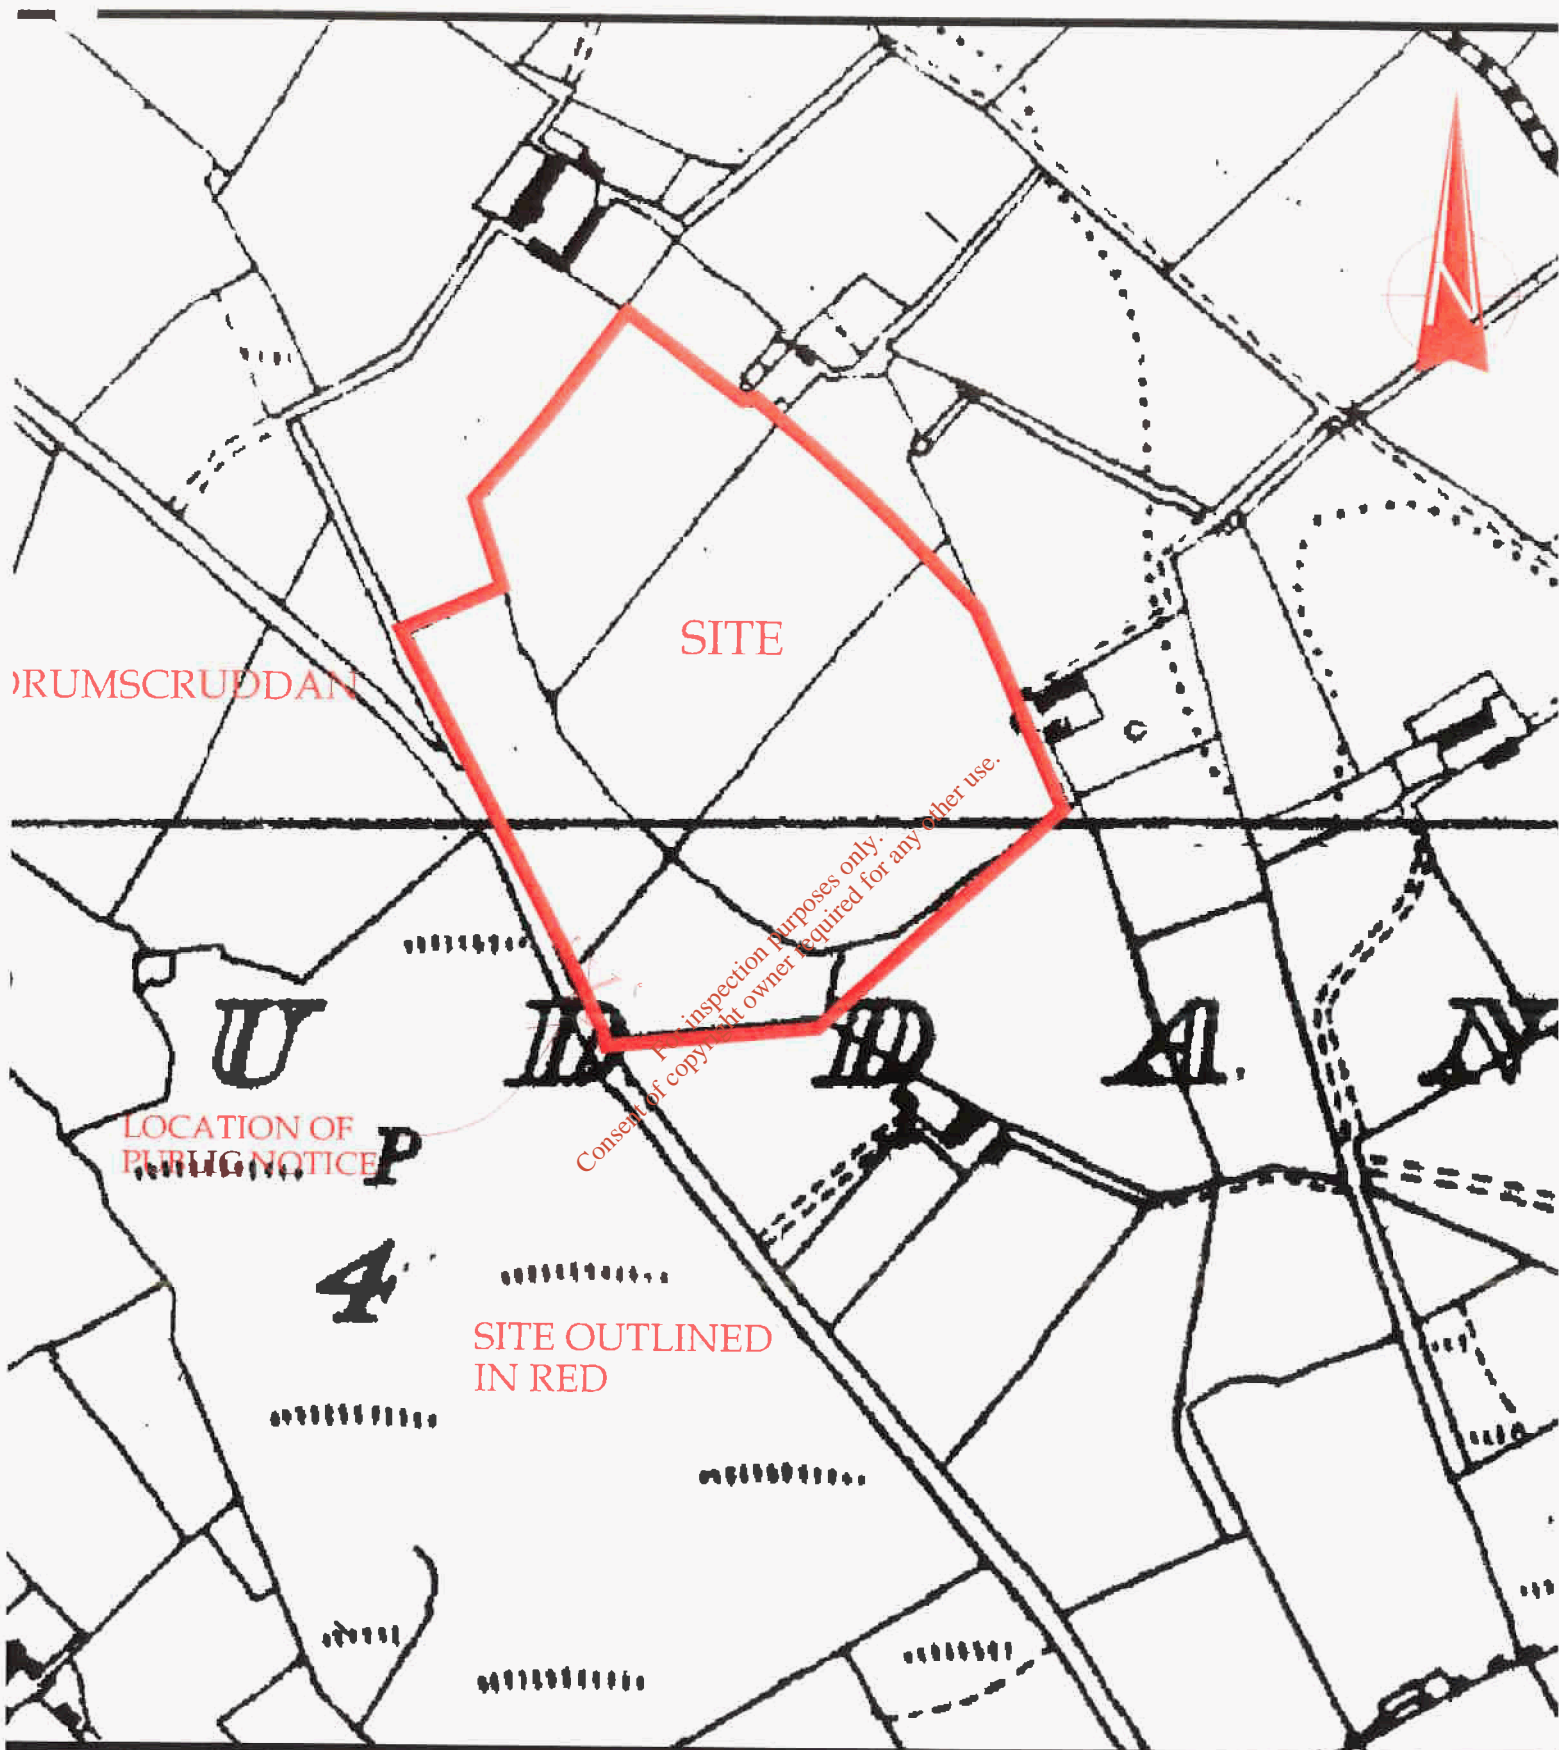 N
SITE
RUMSCRUDDAN
For inspection purposes only.
Consent of copyright owner required for any other use.
U D D A N
LOCATION OF
PUBLIC NOTICE
P
4
SITE OUTLINED
IN RED
C